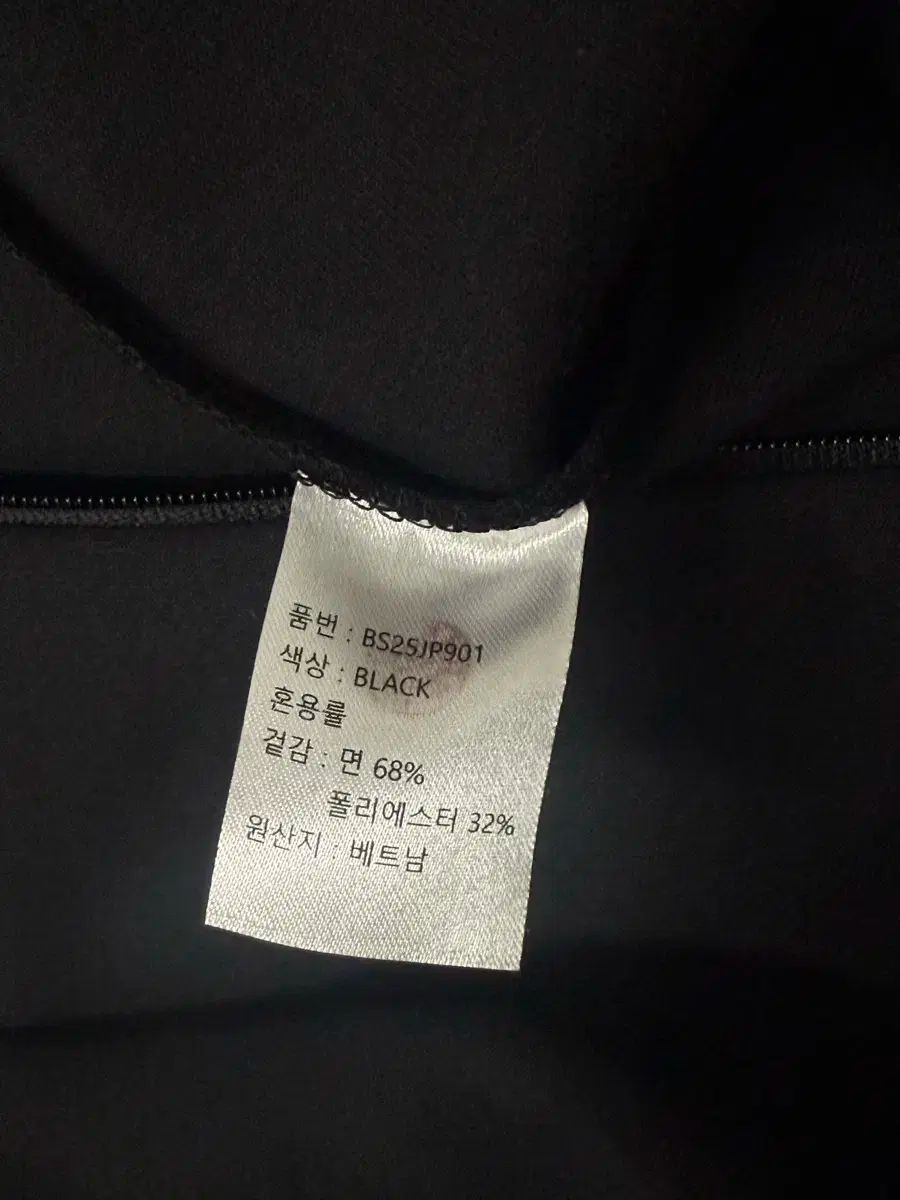 품번 : BS25JP901
색상 : BLACK
혼용률
겉감 : 면 68%
폴리에스터 32%
원산지 : 베트남